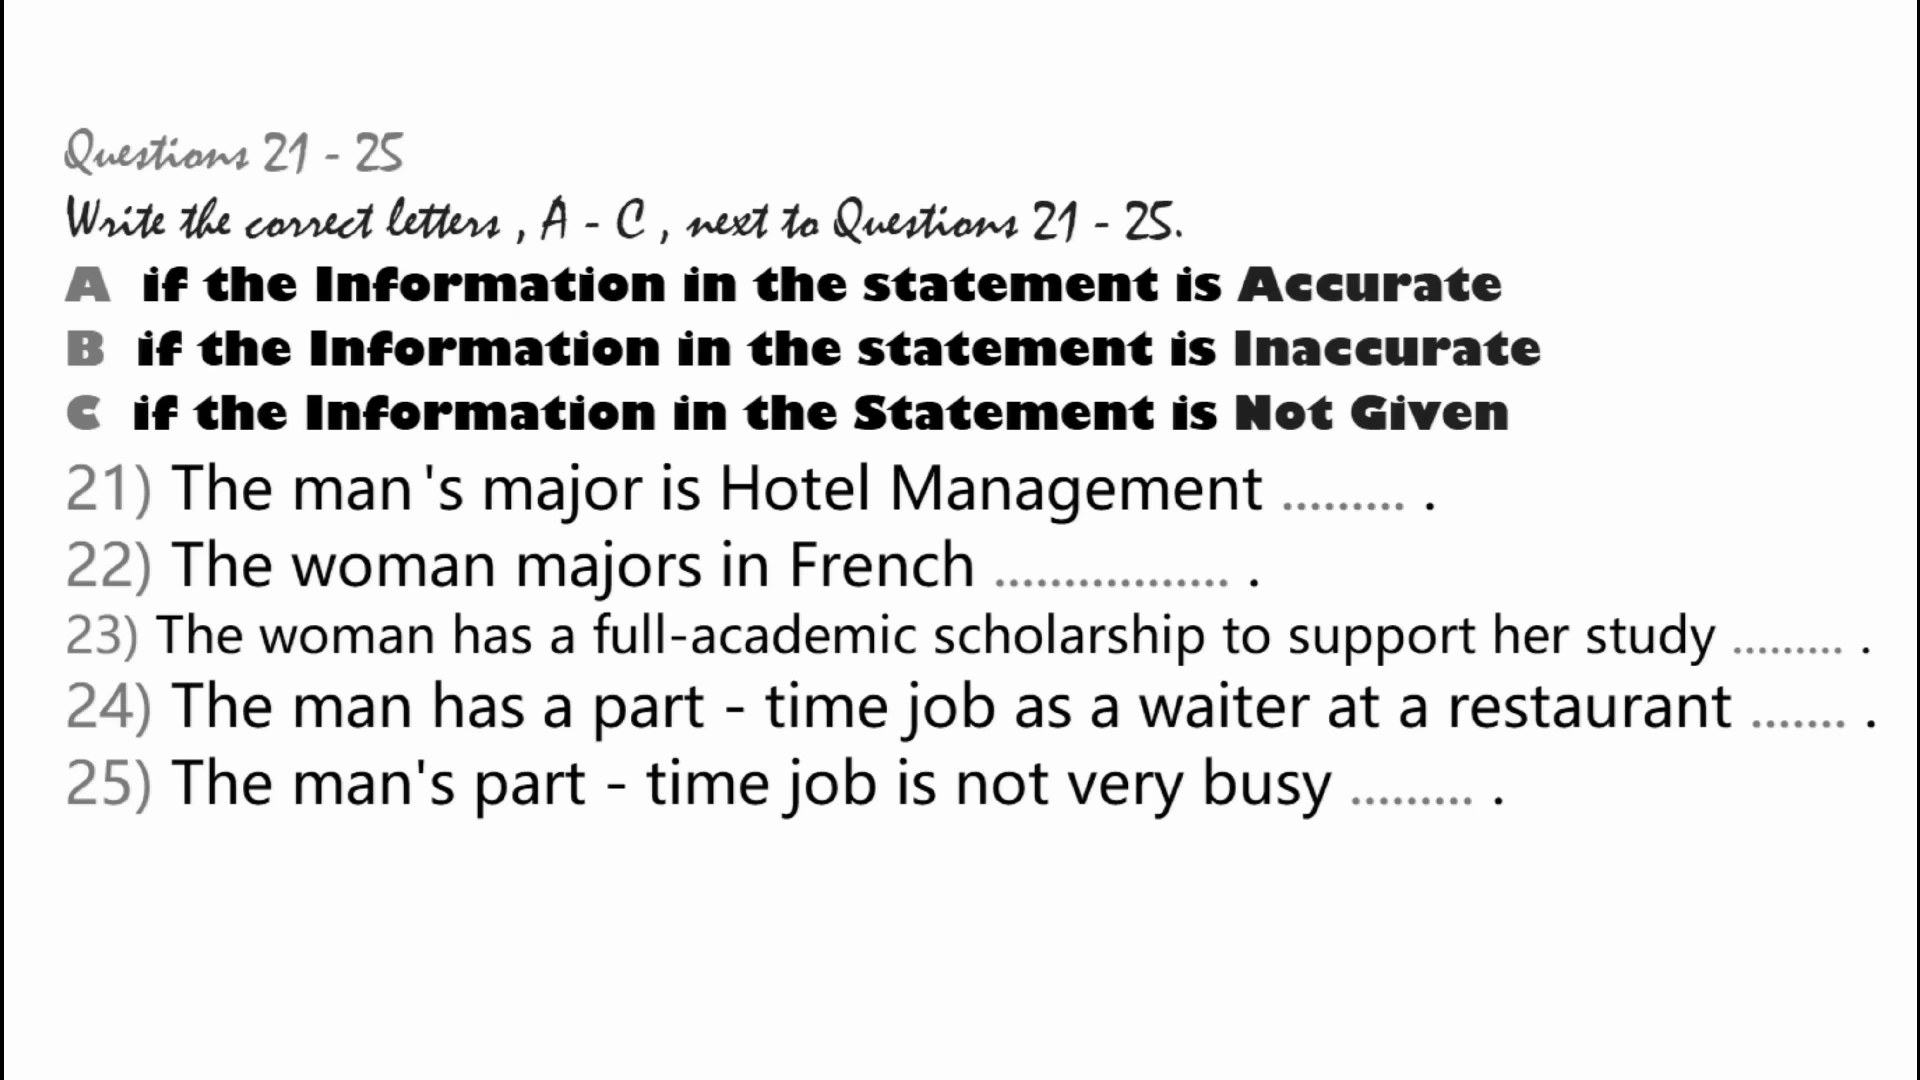 Questions 21 - 25
Write the correct letters , A - C , next to Questions 21 - 25.
A if the Information in the statement is Accurate
B if the Information in the statement is Inaccurate
C if the Information in the Statement is Not Given
21) The man's major is Hotel Management ......... .
22) The woman majors in French ................. .
23) The woman has a full-academic scholarship to support her study ......... .
24) The man has a part - time job as a waiter at a restaurant ....... .
25) The man's part - time job is not very busy ......... .